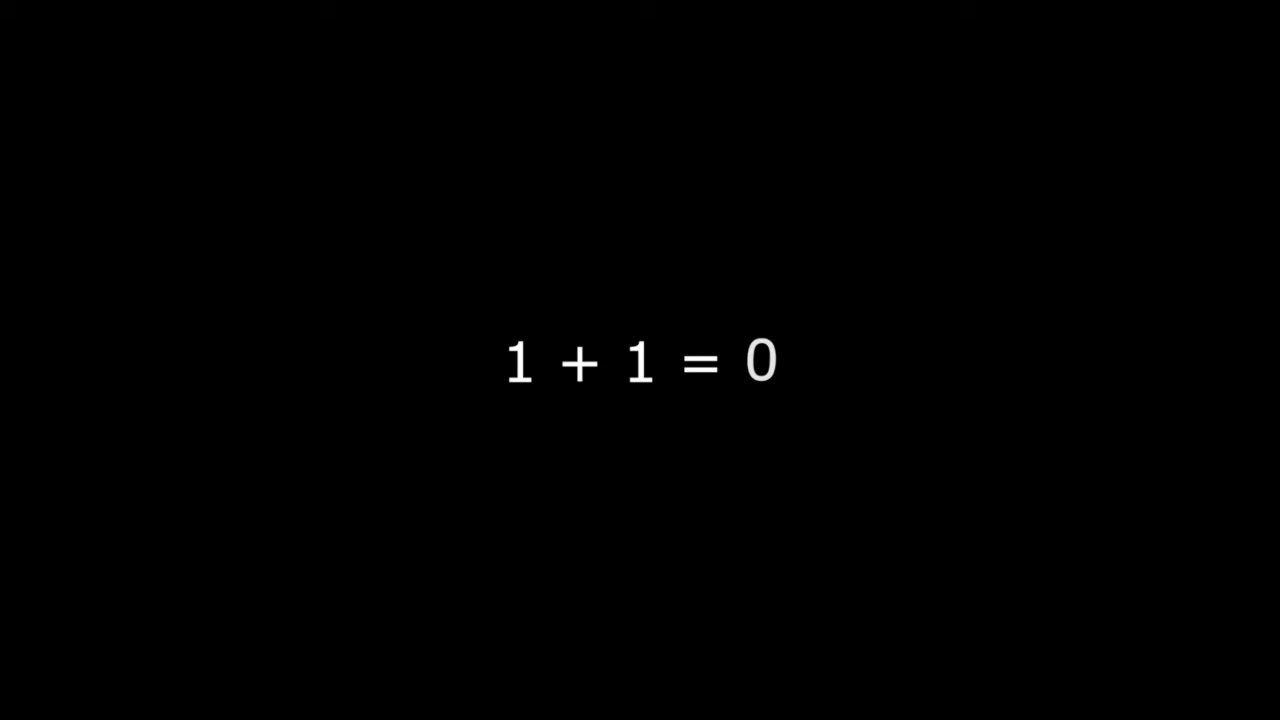 1 + 1 = 0